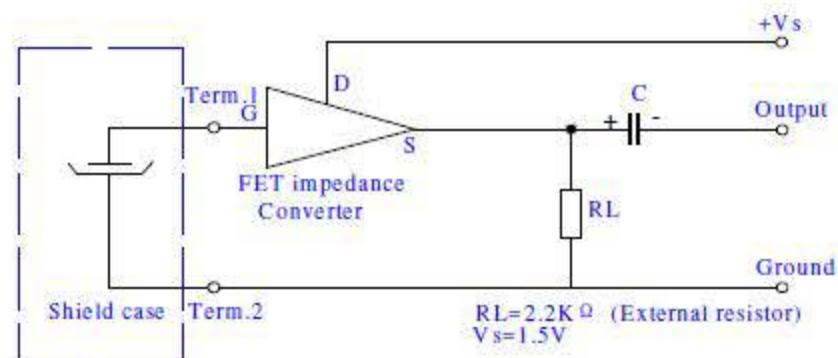 +Vs
D
C
Term.1
G
+
-
Output
S
FET impedance
Converter
RL
Ground
Shield case
Term.2
RL=2.2KΩ (External resistor)
Vs=1.5V